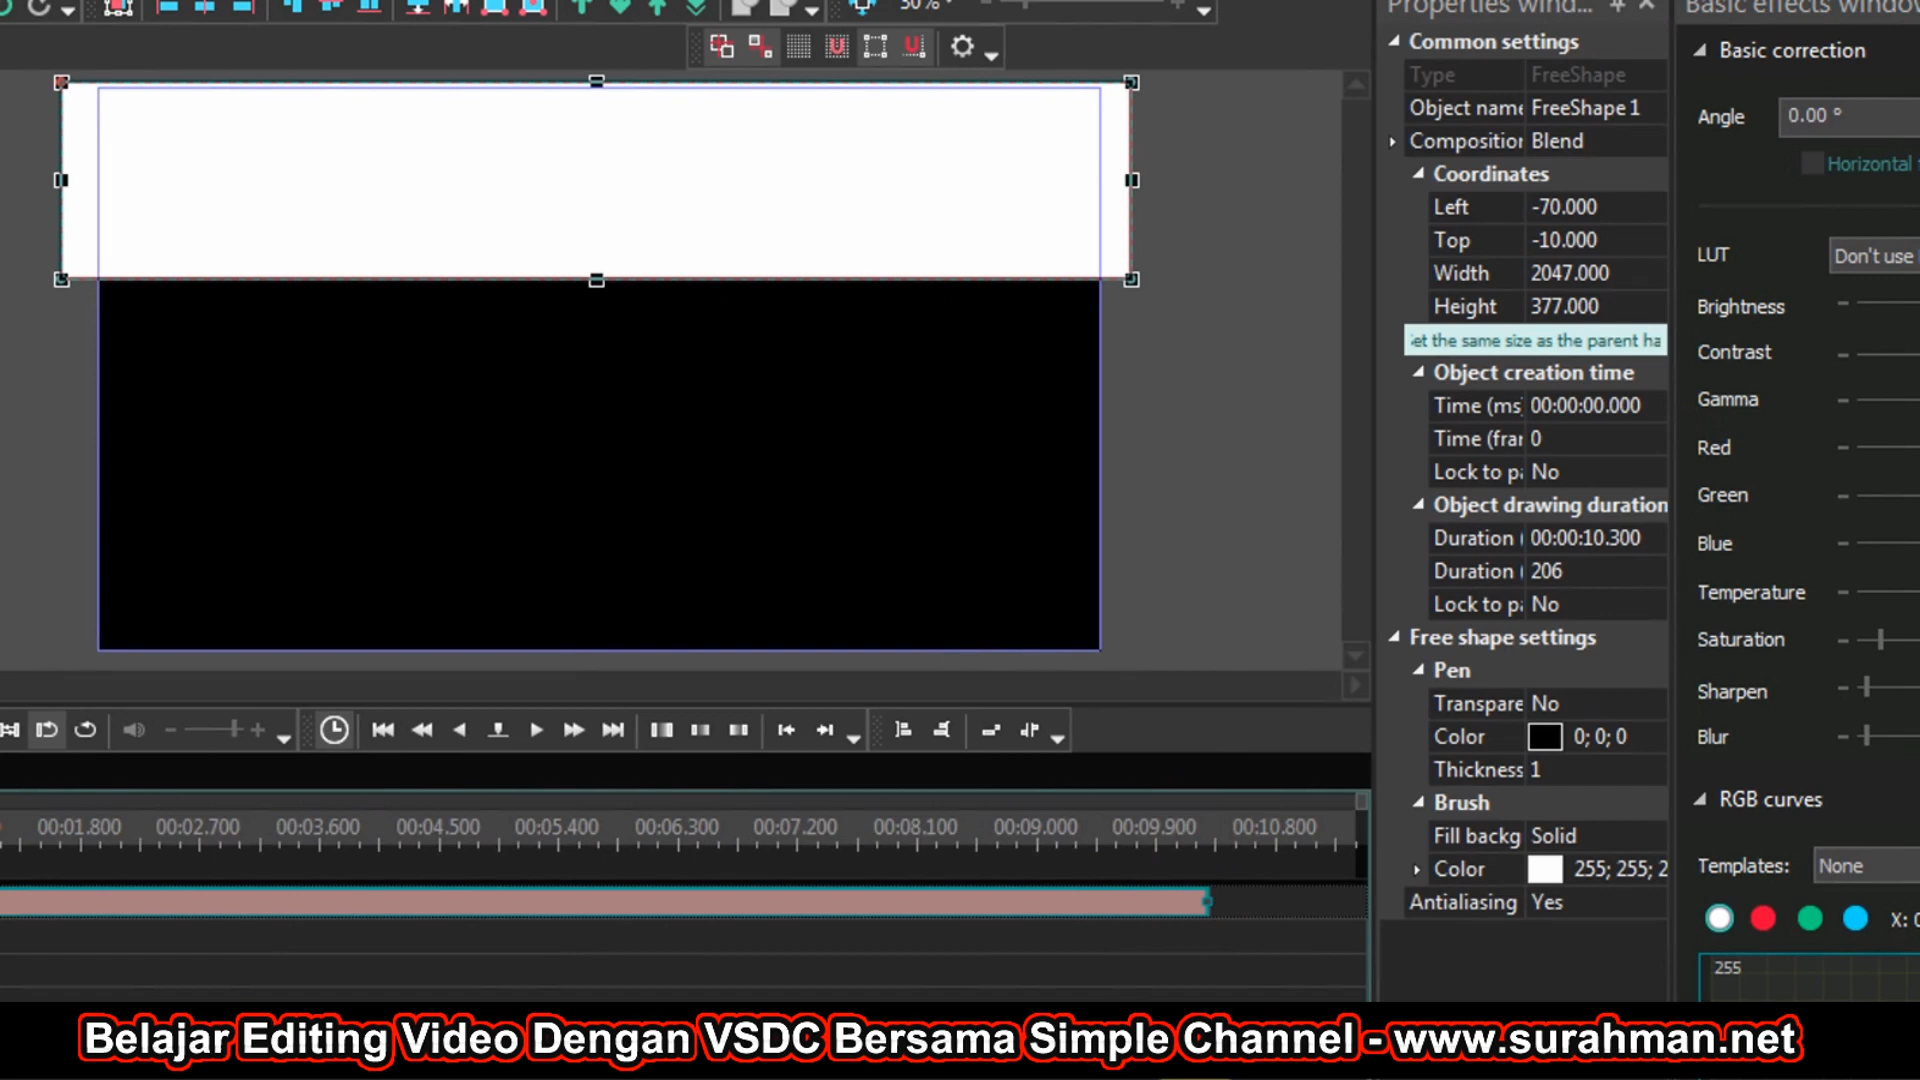 Properties wind...
Basic effects window
30%
Common settings
Type FreeShape
Object name FreeShape 1
Composition Blend
Coordinates
Left -70.000
Top -10.000
Width 2047.000
Height 377.000
et the same size as the parent ha
Object creation time
Time (ms) 00:00:00.000
Time (fran 0
Lock to pa No
Object drawing duration
Duration ( 00:00:10.300
Duration ( 206
Lock to pa No
Free shape settings
Pen
Transpare No
Color 0; 0; 0
Thickness 1
Brush
Fill backg Solid
Color 255; 255; 2
Antialiasing Yes
Basic correction
Angle 0.00 °
Horizontal
LUT Don't use
Brightness
Contrast
Gamma
Red
Green
Blue
Temperature
Saturation
Sharpen
Blur
RGB curves
Templates: None
X: 0
255
00:01.800 00:02.700 00:03.600 00:04.500 00:05.400 00:06.300 00:07.200 00:08.100 00:09.000 00:09.900 00:10.800
Belajar Editing Video Dengan VSDC Bersama Simple Channel - www.surahman.net